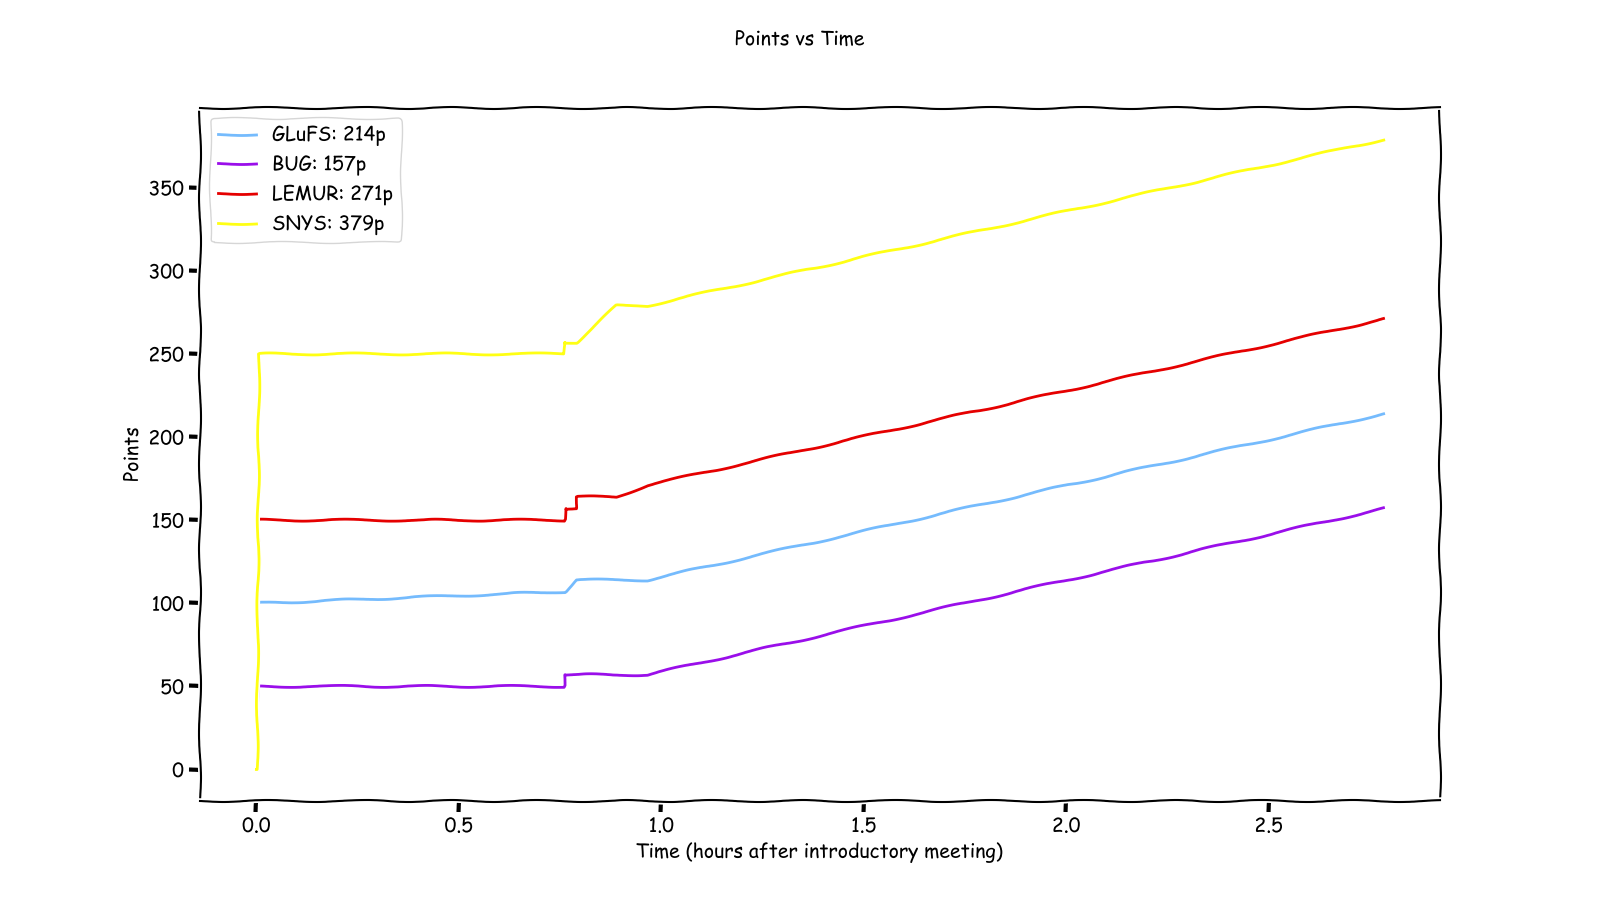 Points vs Time
GLuFS: 214p
BUG: 157p
LEMUR: 271p
SNYS: 379p
350
300
250
200
150
100
50
0
Points
0.0 0.5 1.0 1.5 2.0 2.5
Time (hours after introductory meeting)